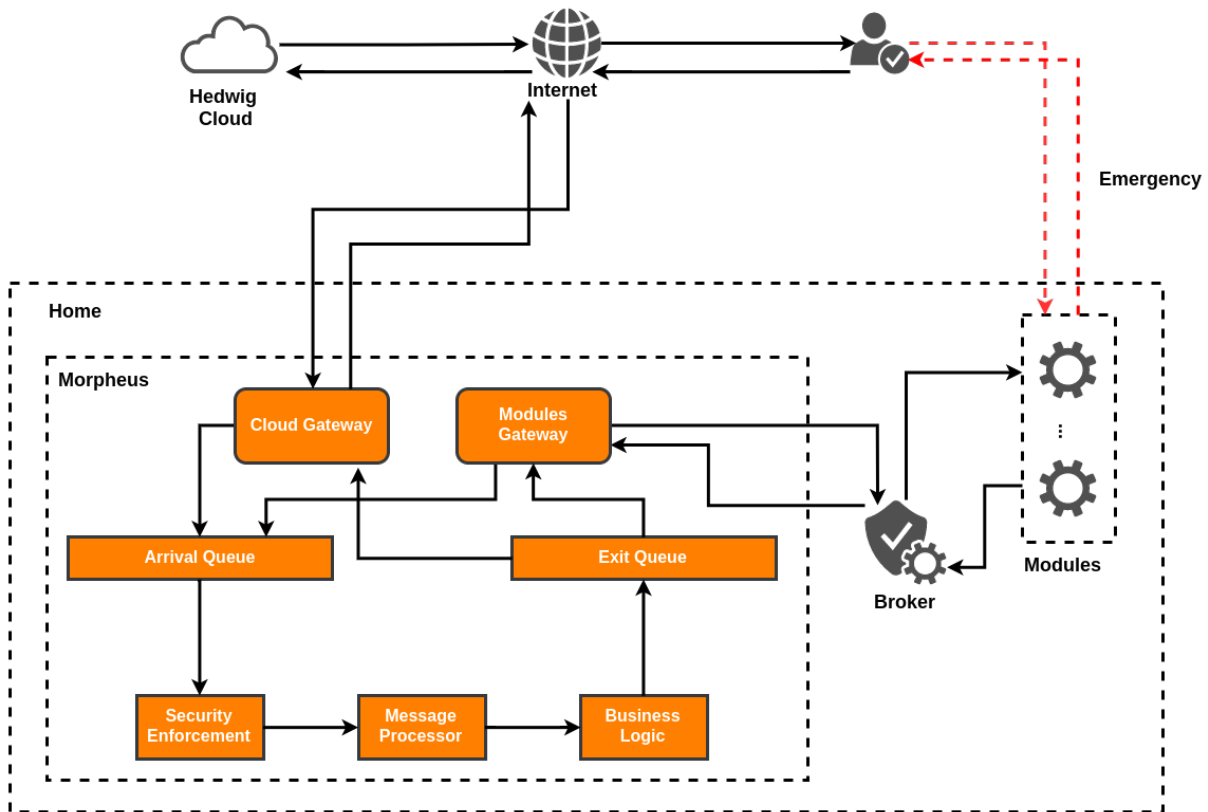 Hedwig
Cloud
Internet
Emergency
Home
Morpheus
Cloud Gateway
Modules
Gateway
...
Arrival Queue
Exit Queue
Modules
Broker
Security
Enforcement
Message
Processor
Business
Logic